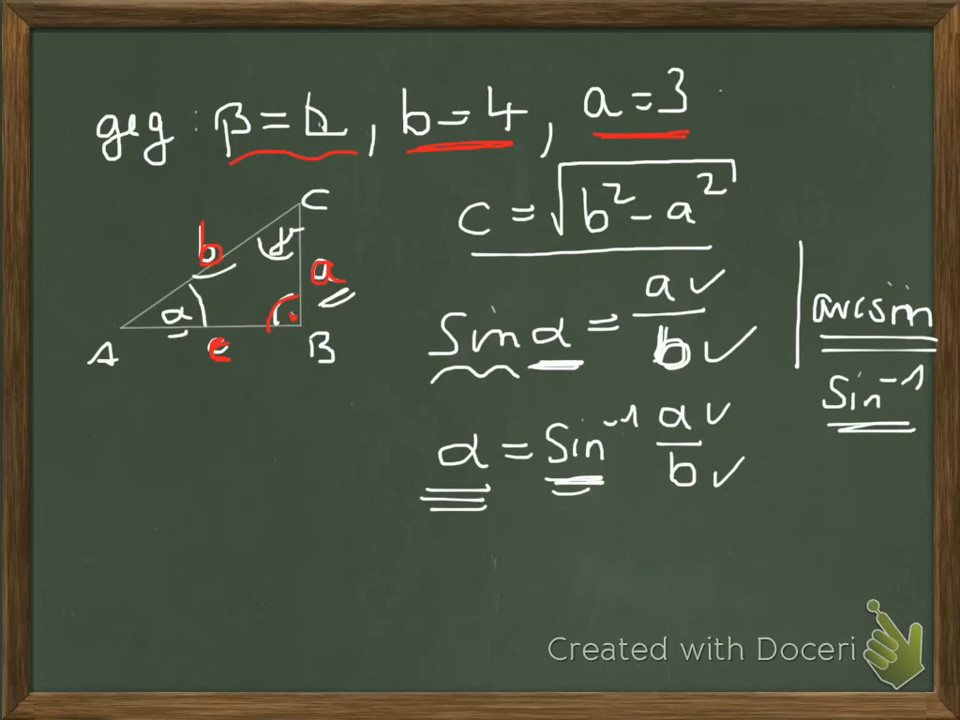 geg : β = ⊾, b = 4, a = 3
c = √b² - a²
C
b
γ
a
α
A
c
B
sin α = a ✓
b ✓
arcsin
sin⁻¹
α = sin⁻¹ a ✓
b ✓
Created with Doceri